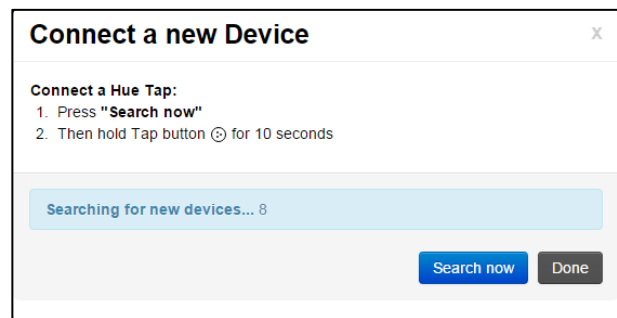 Connect a new Device
x
Connect a Hue Tap:
1. Press "Search now"
2. Then hold Tap button for 10 seconds
Searching for new devices... 8
Search now
Done